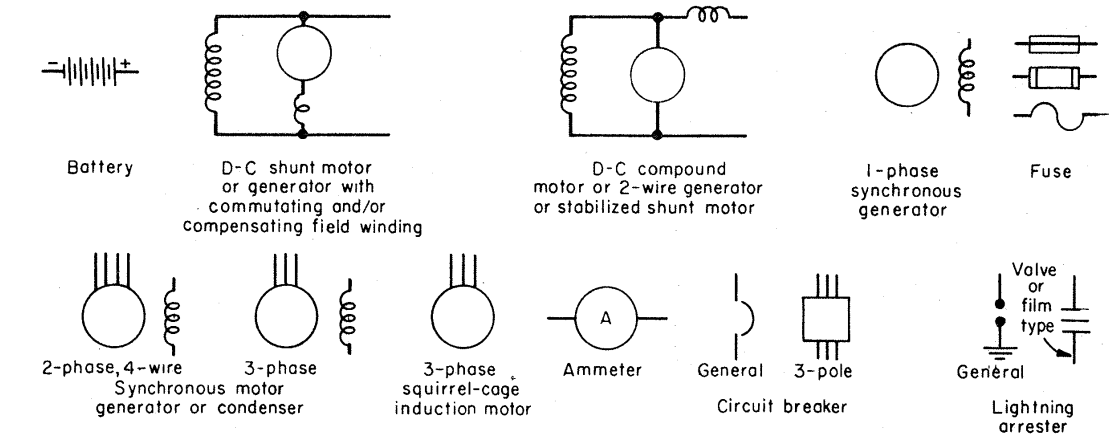 - +
Battery
D-C shunt motor
or generator with
commutating and/or
compensating field winding
D-C compound
motor or 2-wire generator
or stabilized shunt motor
1-phase
synchronous
generator
Fuse
2-phase, 4-wire
3-phase
Synchronous motor
generator or condenser
3-phase
squirrel-cage
induction motor
A
Ammeter
General
3-pole
Circuit breaker
Valve
or
film
type
General
Lightning
arrester